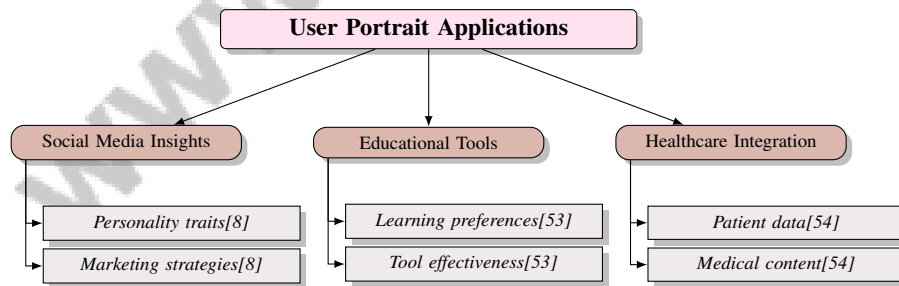 User Portrait Applications
Social Media Insights
Educational Tools
Healthcare Integration
Personality traits[8]
Marketing strategies[8]
Learning preferences[53]
Tool effectiveness[53]
Patient data[54]
Medical content[54]